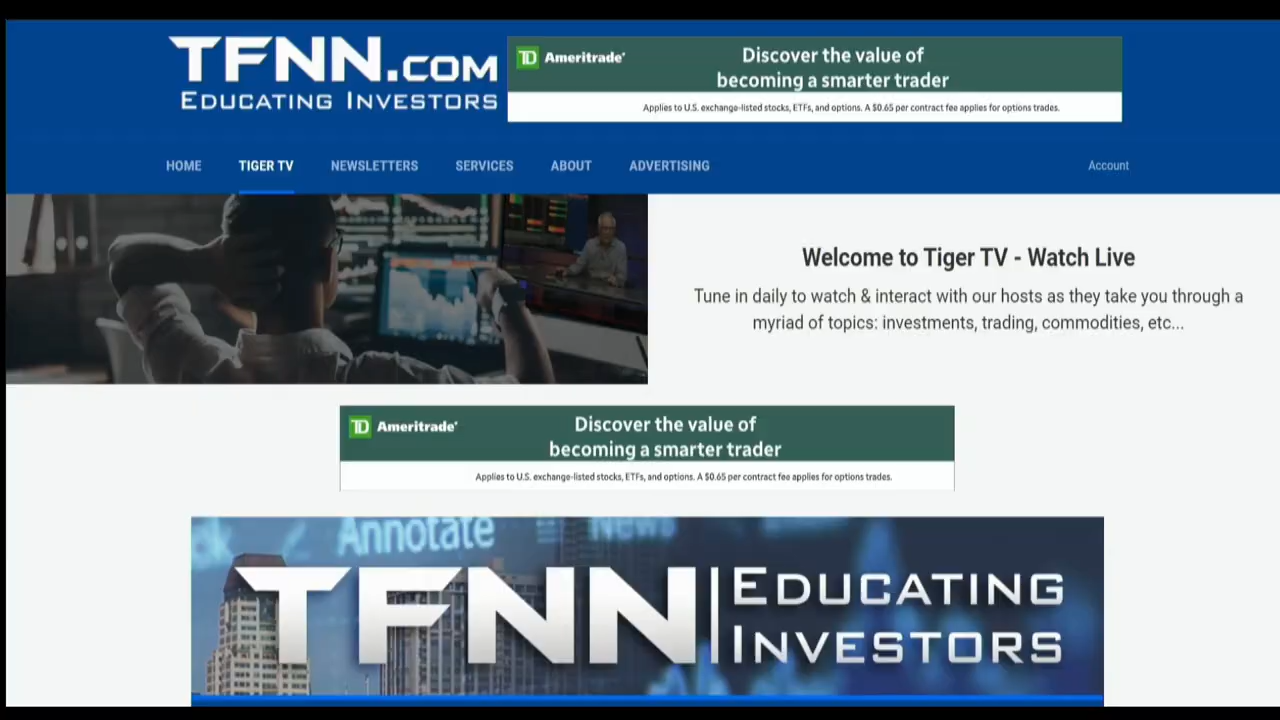 TFNN.COM
EDUCATING INVESTORS
TD Ameritrade®
Discover the value of
becoming a smarter trader
Applies to U.S. exchange-listed stocks, ETFs, and options. A $0.65 per contract fee applies for options trades.
HOME TIGER TV NEWSLETTERS SERVICES ABOUT ADVERTISING Account
Welcome to Tiger TV - Watch Live
Tune in daily to watch & interact with our hosts as they take you through a
myriad of topics: investments, trading, commodities, etc...
TD Ameritrade®
Discover the value of
becoming a smarter trader
Applies to U.S. exchange-listed stocks, ETFs, and options. A $0.65 per contract fee applies for options trades.
Annotate News
TFNN
EDUCATING
INVESTORS